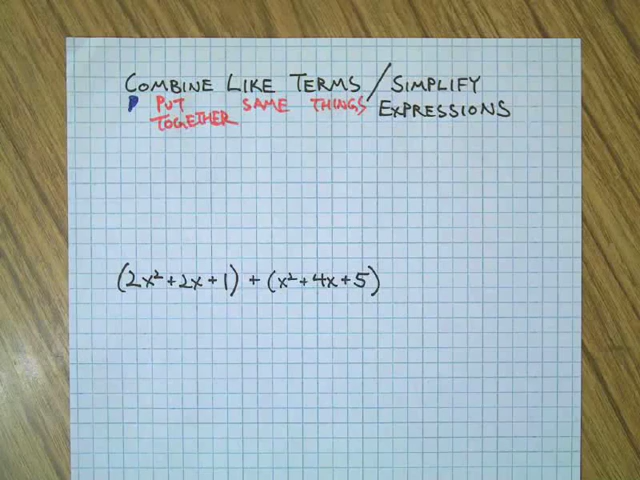 COMBINE LIKE TERMS / SIMPLIFY EXPRESSIONS
P PUT TOGETHER SAME THINGS
(2x² + 2x + 1) + (x² + 4x + 5)